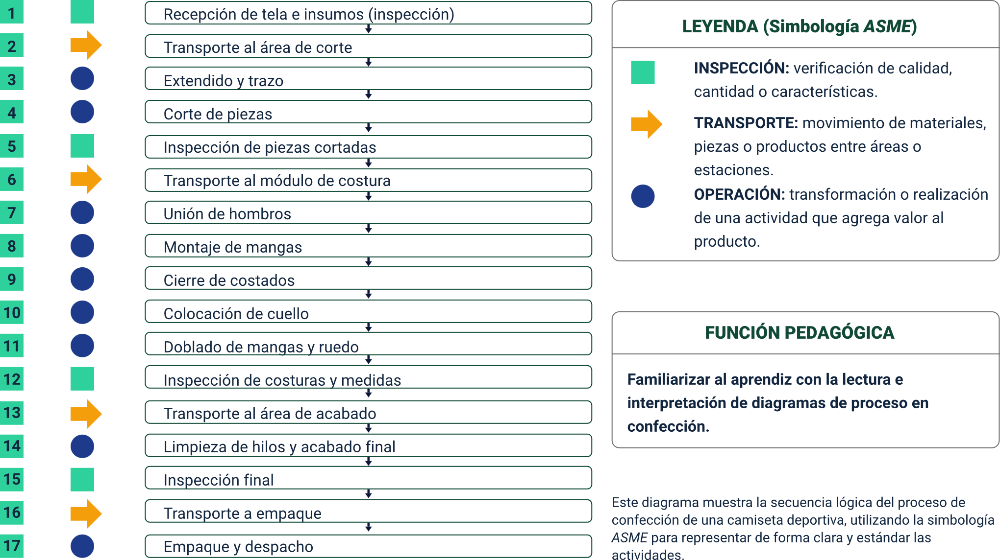 1 Recepción de tela e insumos (inspección)
2 Transporte al área de corte
3 Extendido y trazo
4 Corte de piezas
5 Inspección de piezas cortadas
6 Transporte al módulo de costura
7 Unión de hombros
8 Montaje de mangas
9 Cierre de costados
10 Colocación de cuello
11 Doblado de mangas y ruedo
12 Inspección de costuras y medidas
13 Transporte al área de acabado
14 Limpieza de hilos y acabado final
15 Inspección final
16 Transporte a empaque
17 Empaque y despacho
LEYENDA (Simbología ASME)
INSPECCIÓN: verificación de calidad,
cantidad o características.
TRANSPORTE: movimiento de materiales,
piezas o productos entre áreas o
estaciones.
OPERACIÓN: transformación o realización
de una actividad que agrega valor al
producto.
FUNCIÓN PEDAGÓGICA
Familiarizar al aprendiz con la lectura e
interpretación de diagramas de proceso en
confección.
Este diagrama muestra la secuencia lógica del proceso de
confección de una camiseta deportiva, utilizando la simbología
ASME para representar de forma clara y estándar las
actividades.